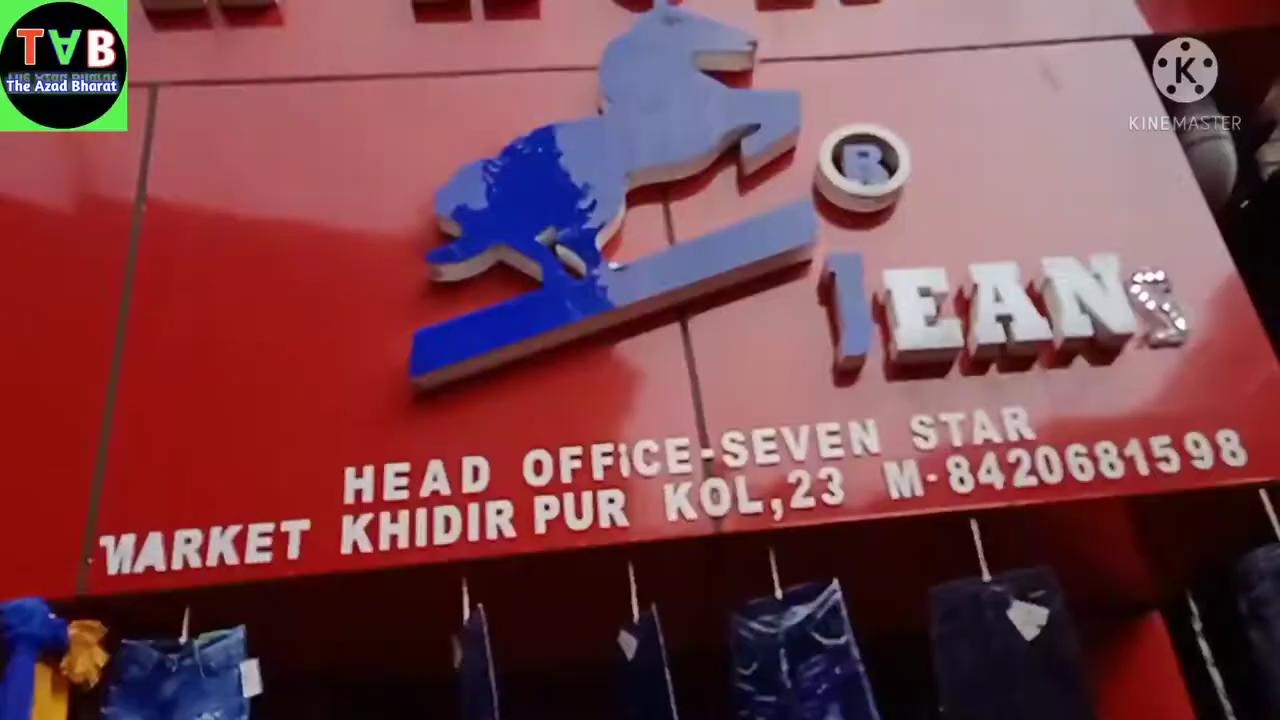 TAB
The Azad Bharat
K
KINEMASTER
R
JEANS
HEAD OFFICE-SEVEN STAR
MARKET KHIDIR PUR KOL,23 M-8420681598